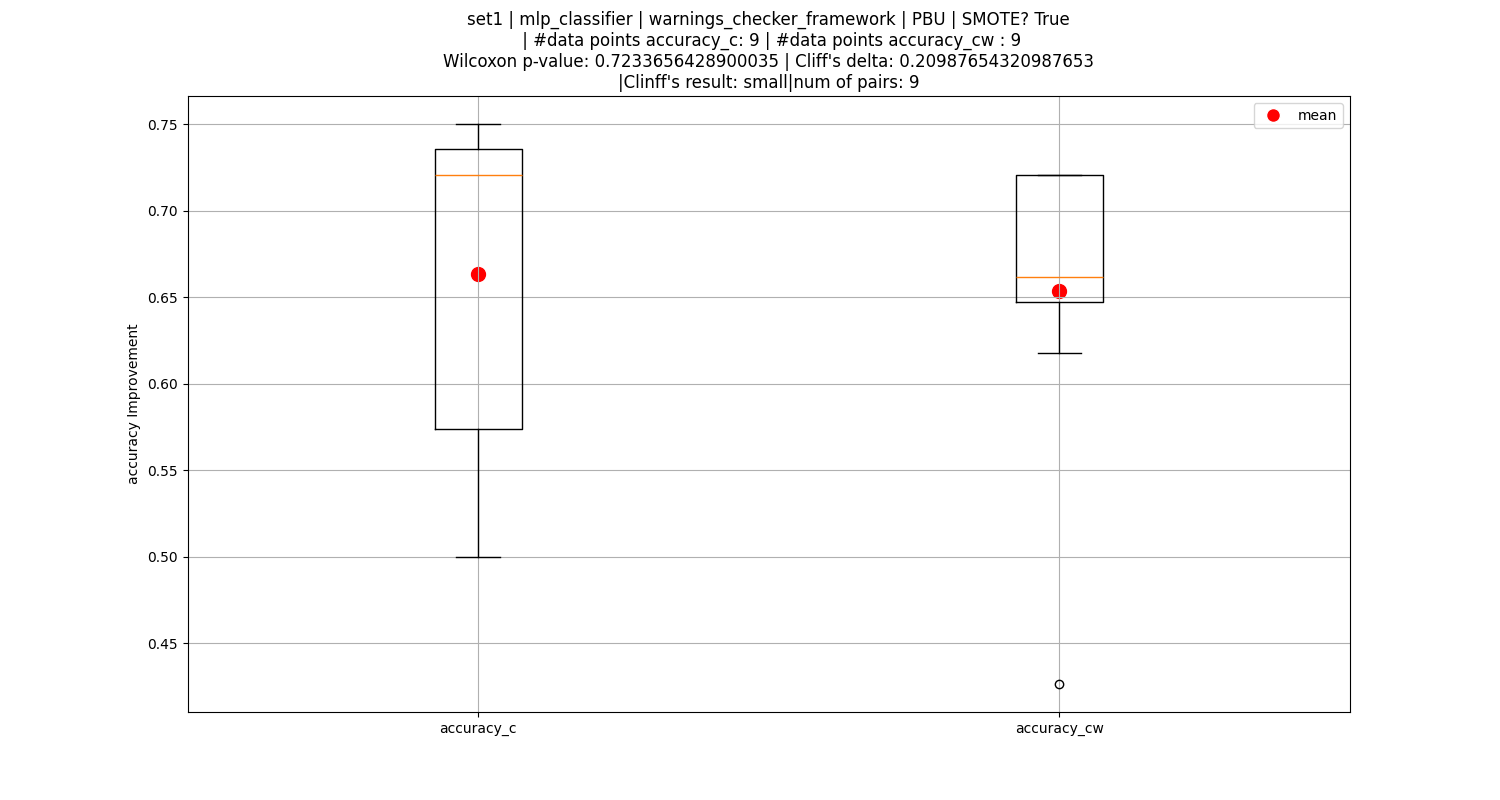 set1 | mlp_classifier | warnings_checker_framework | PBU | SMOTE? True
| #data points accuracy_c: 9 | #data points accuracy_cw : 9
Wilcoxon p-value: 0.7233656428900035 | Cliff's delta: 0.20987654320987653
|Clinff's result: small|num of pairs: 9
mean
0.75
0.70
0.65
0.60
0.55
0.50
0.45
accuracy Improvement
accuracy_c
accuracy_cw